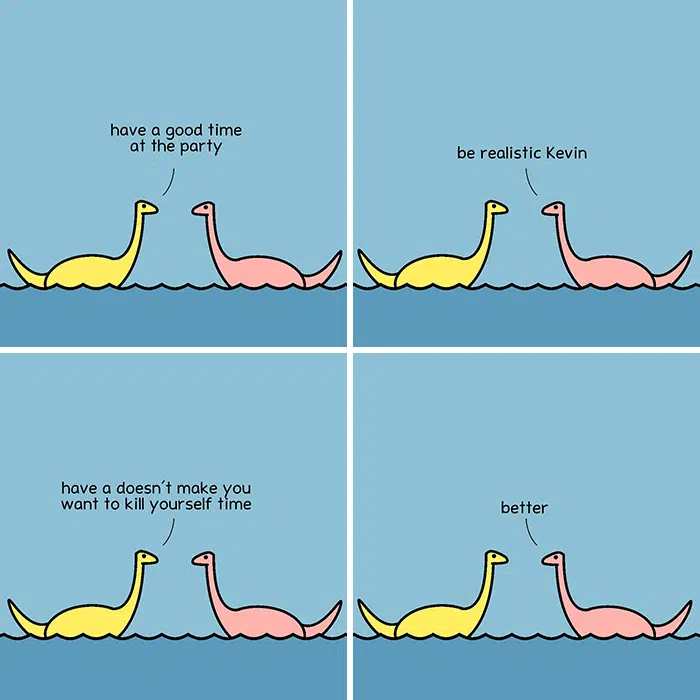 have a good time
at the party
be realistic Kevin
have a doesn´t make you
want to kill yourself time
better